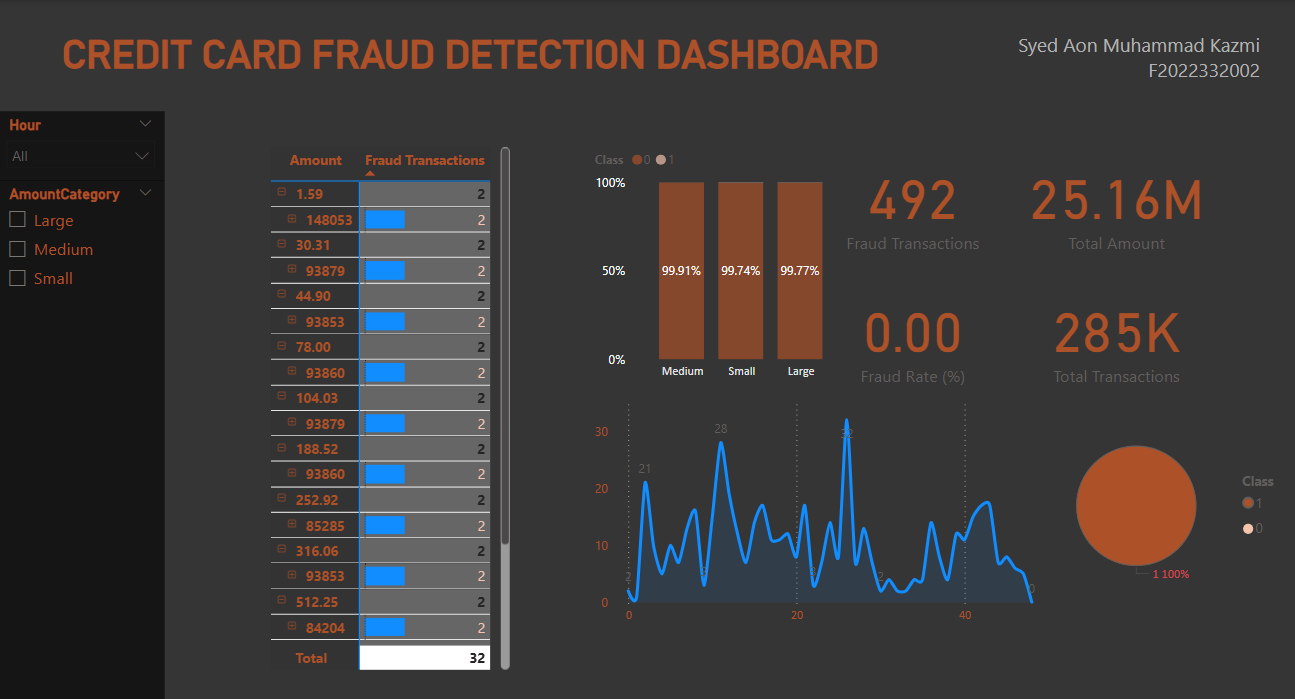 CREDIT CARD FRAUD DETECTION DASHBOARD
Syed Aon Muhammad Kazmi
F2022332002
Hour
All
AmountCategory
Large
Medium
Small
Amount Fraud Transactions
1.59 2
148053 2
30.31 2
93879 2
44.90 2
93853 2
78.00 2
93860 2
104.03 2
93879 2
188.52 2
93860 2
252.92 2
85285 2
316.06 2
93853 2
512.25 2
84204 2
Total 32
Class 0 1
100%
50%
0%
99.91% 99.74% 99.77%
Medium Small Large
492
Fraud Transactions
25.16M
Total Amount
0.00
Fraud Rate (%)
285K
Total Transactions
30
20
10
0
21
28
32
2
2
0
0 20 40
Class
1
0
1 100%